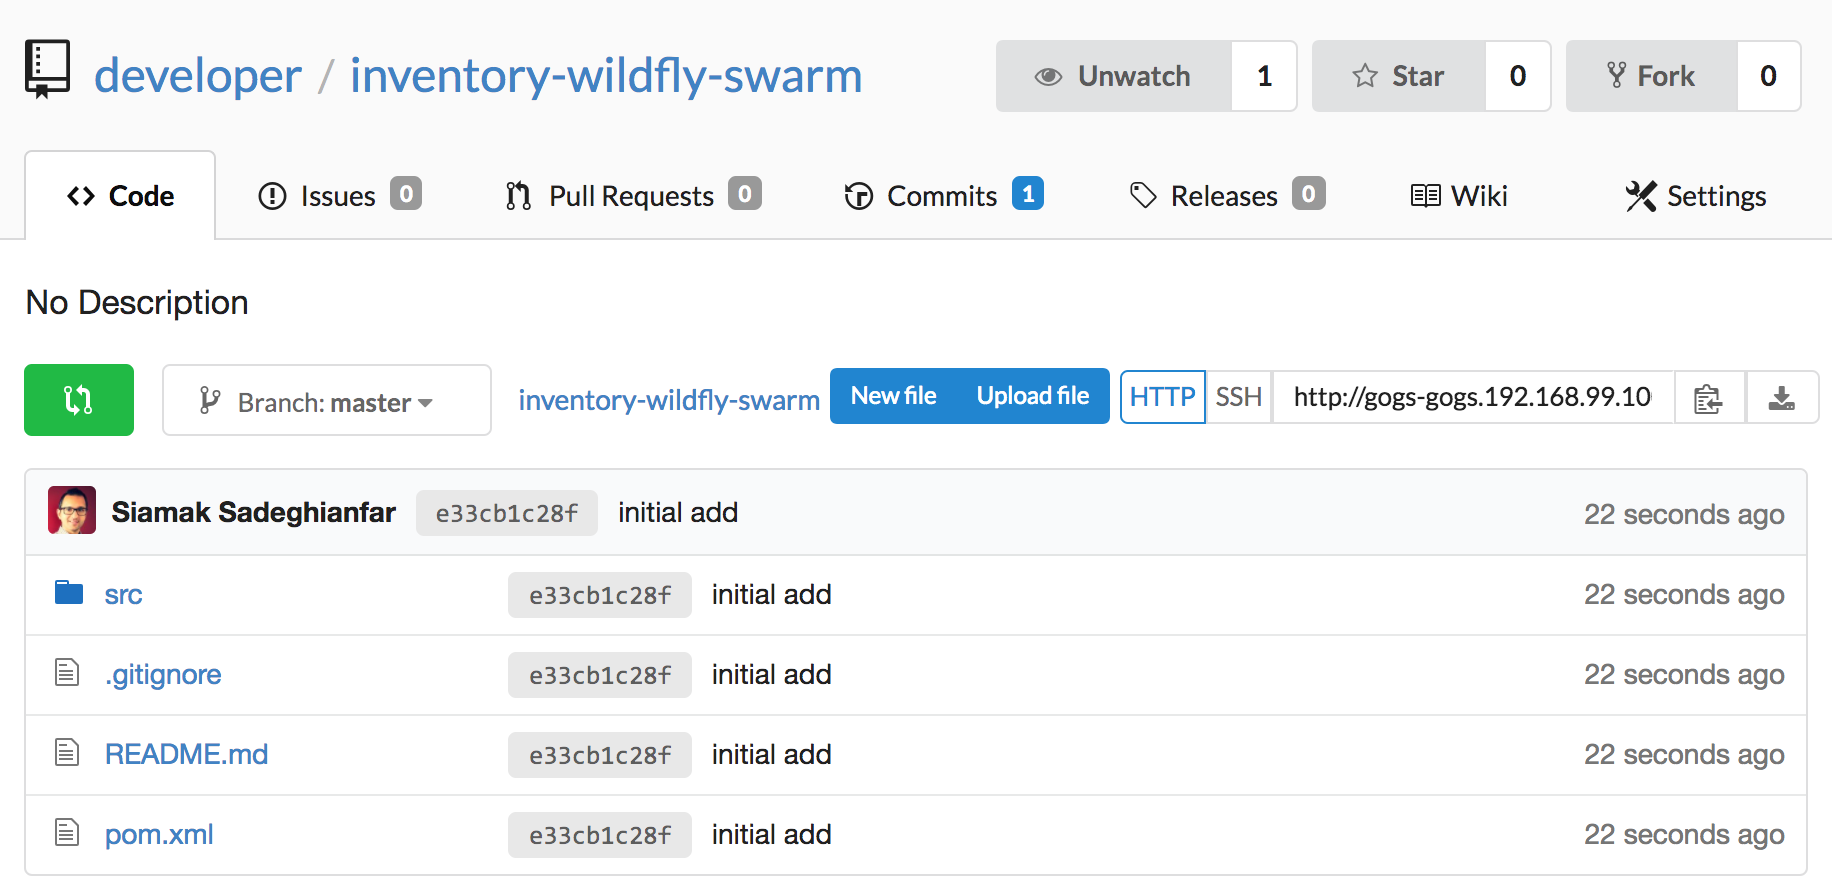 developer / inventory-wildfly-swarm Unwatch 1 Star 0 Fork 0
Code Issues 0 Pull Requests 0 Commits 1 Releases 0 Wiki Settings
No Description
Branch: master inventory-wildfly-swarm New file Upload file HTTP SSH http://gogs-gogs.192.168.99.10
Siamak Sadeghianfar e33cb1c28f initial add 22 seconds ago
src e33cb1c28f initial add 22 seconds ago
.gitignore e33cb1c28f initial add 22 seconds ago
README.md e33cb1c28f initial add 22 seconds ago
pom.xml e33cb1c28f initial add 22 seconds ago